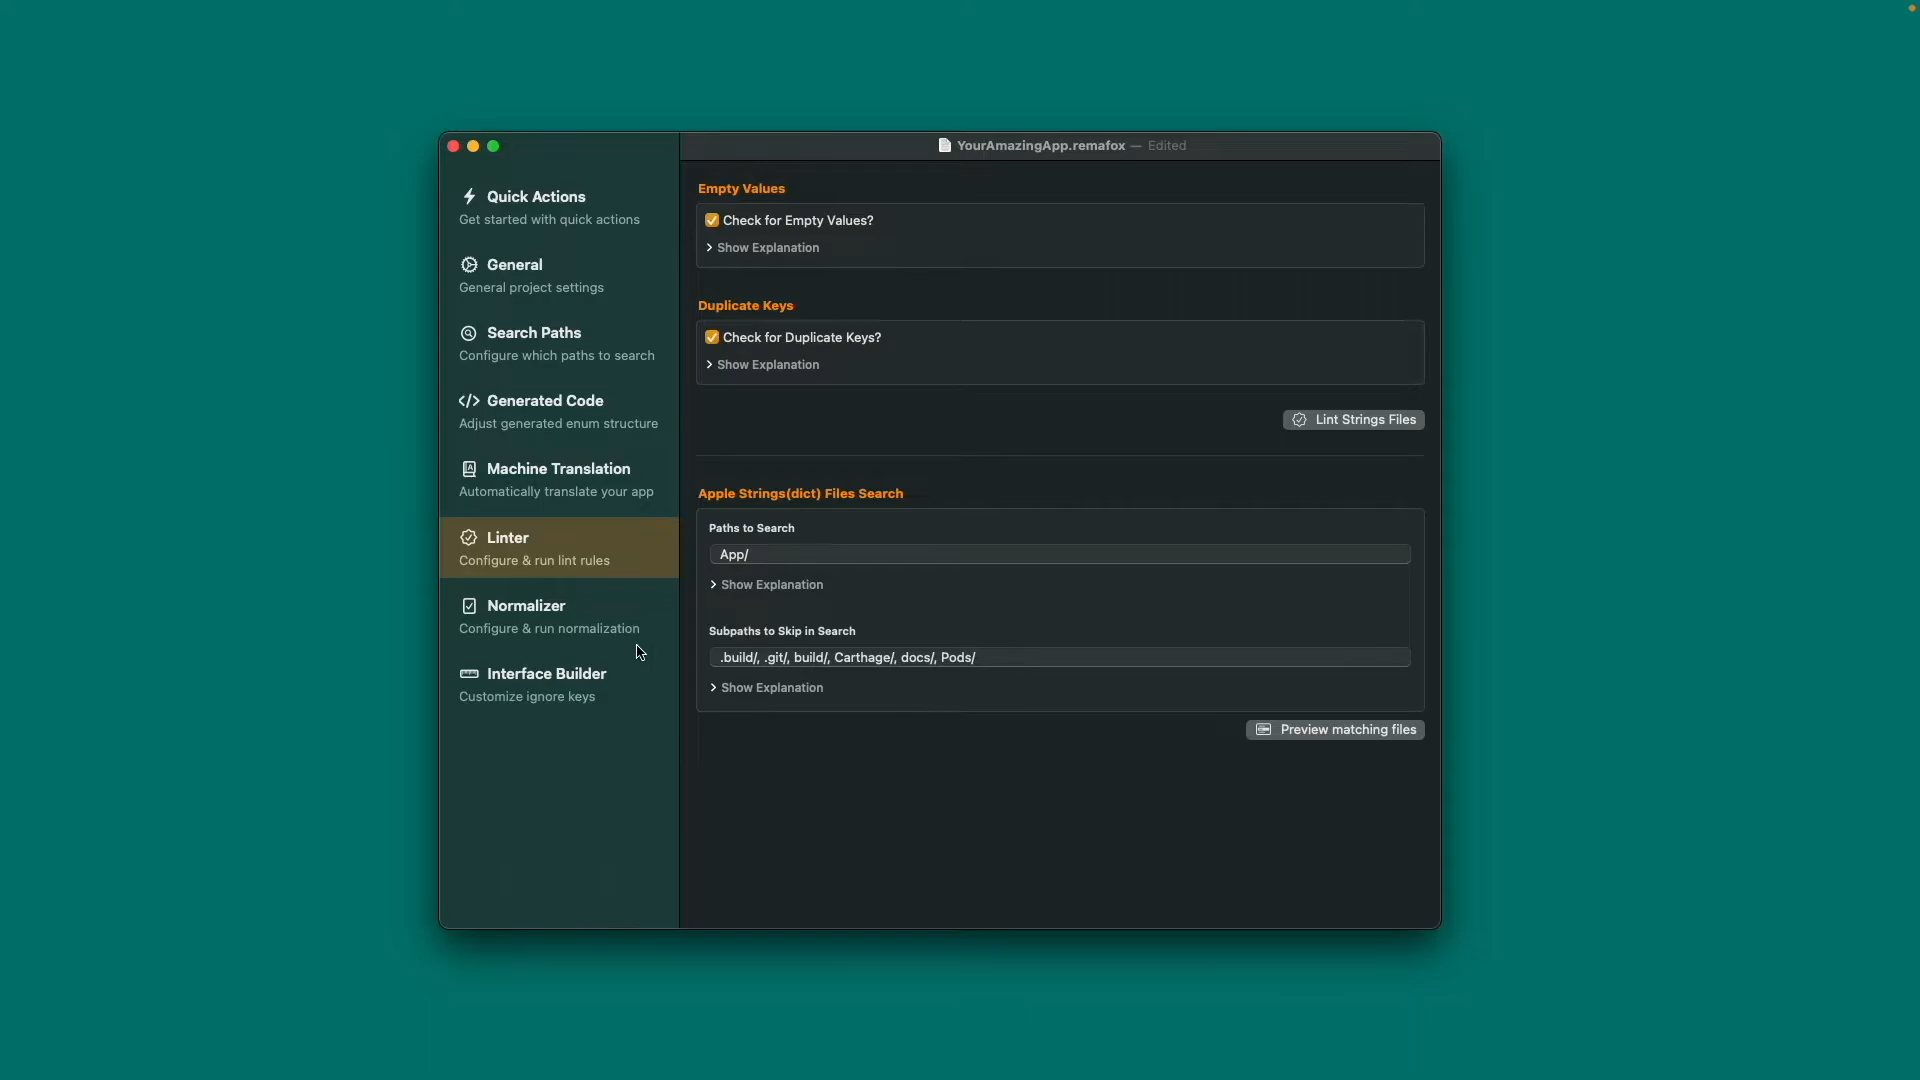 YourAmazingApp.remafox — Edited
Quick Actions
Get started with quick actions
General
General project settings
Search Paths
Configure which paths to search
Generated Code
Adjust generated enum structure
Machine Translation
Automatically translate your app
Linter
Configure & run lint rules
Normalizer
Configure & run normalization
Interface Builder
Customize ignore keys
Empty Values
Check for Empty Values?
Show Explanation
Duplicate Keys
Check for Duplicate Keys?
Show Explanation
Lint Strings Files
Apple Strings(dict) Files Search
Paths to Search
App/
Show Explanation
Subpaths to Skip in Search
.build/, .git/, build/, Carthage/, docs/, Pods/
Show Explanation
Preview matching files